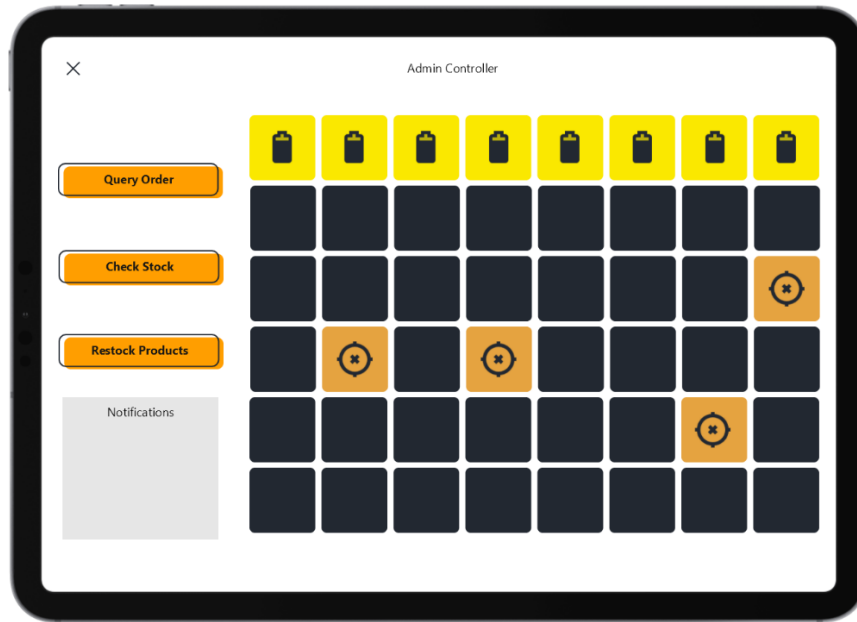 Admin Controller
Query Order
Check Stock
Restock Products
Notifications